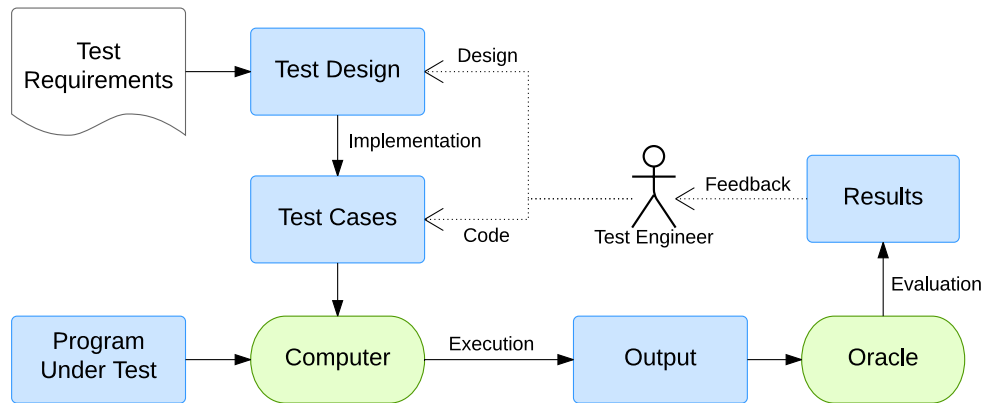 Test
Requirements
Test Design
Design
Implementation
Test Cases
Code
Test Engineer
Feedback
Results
Evaluation
Program
Under Test
Computer
Execution
Output
Oracle